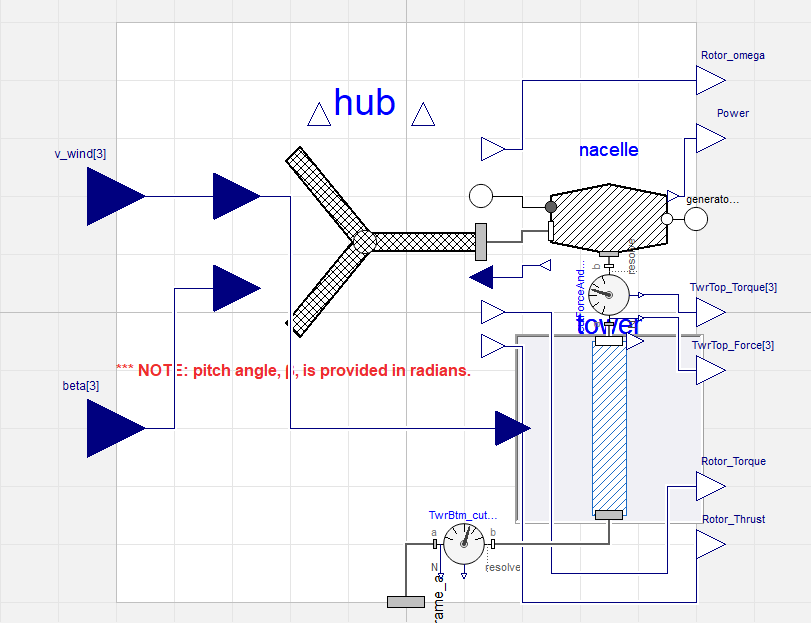 Rotor_omega
hub
Power
v_wind[3]
nacelle
generato...
resolve
b
TwrTop_Torque[3]
tower
TwrTop_Force[3]
*** NOTE: pitch angle, β, is provided in radians.
beta[3]
Rotor_Torque
TwrBtm_cut...
Rotor_Thrust
a
b
N
resolve